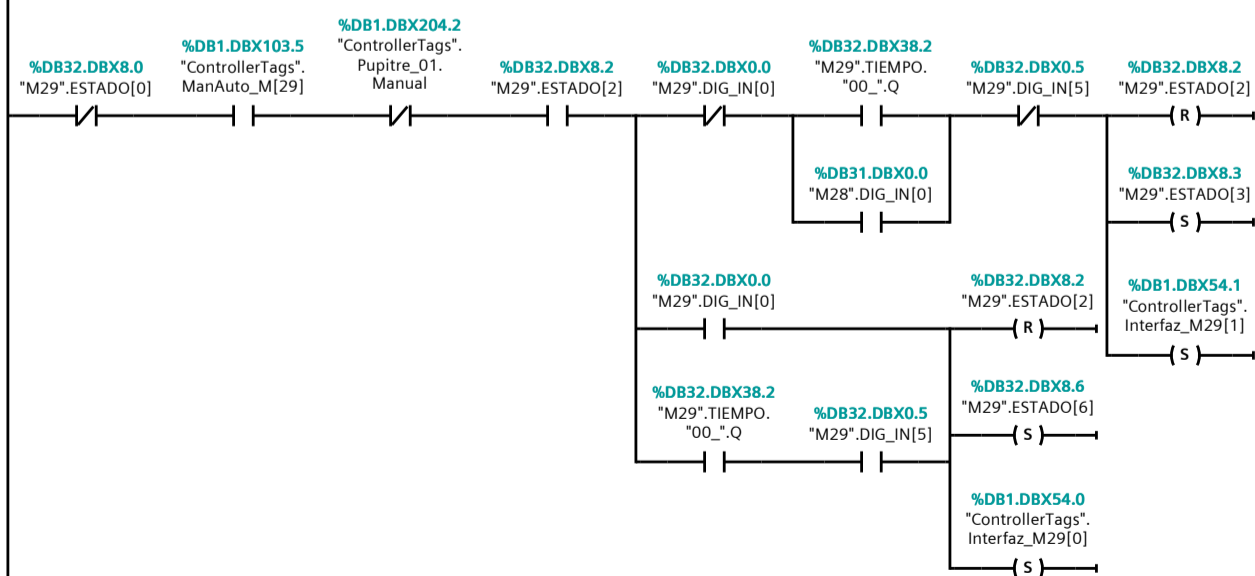 %DB32.DBX8.0
"M29".ESTADO[0]
%DB1.DBX103.5
"ControllerTags".
ManAuto_M[29]
%DB1.DBX204.2
"ControllerTags".
Pupitre_01.
Manual
%DB32.DBX8.2
"M29".ESTADO[2]
%DB32.DBX0.0
"M29".DIG_IN[0]
%DB32.DBX38.2
"M29".TIEMPO.
"00_".Q
%DB32.DBX0.5
"M29".DIG_IN[5]
%DB32.DBX8.2
"M29".ESTADO[2]
R
%DB31.DBX0.0
"M28".DIG_IN[0]
%DB32.DBX8.3
"M29".ESTADO[3]
S
%DB32.DBX0.0
"M29".DIG_IN[0]
%DB32.DBX8.2
"M29".ESTADO[2]
R
%DB1.DBX54.1
"ControllerTags".
Interfaz_M29[1]
S
%DB32.DBX38.2
"M29".TIEMPO.
"00_".Q
%DB32.DBX0.5
"M29".DIG_IN[5]
%DB32.DBX8.6
"M29".ESTADO[6]
S
%DB1.DBX54.0
"ControllerTags".
Interfaz_M29[0]
S